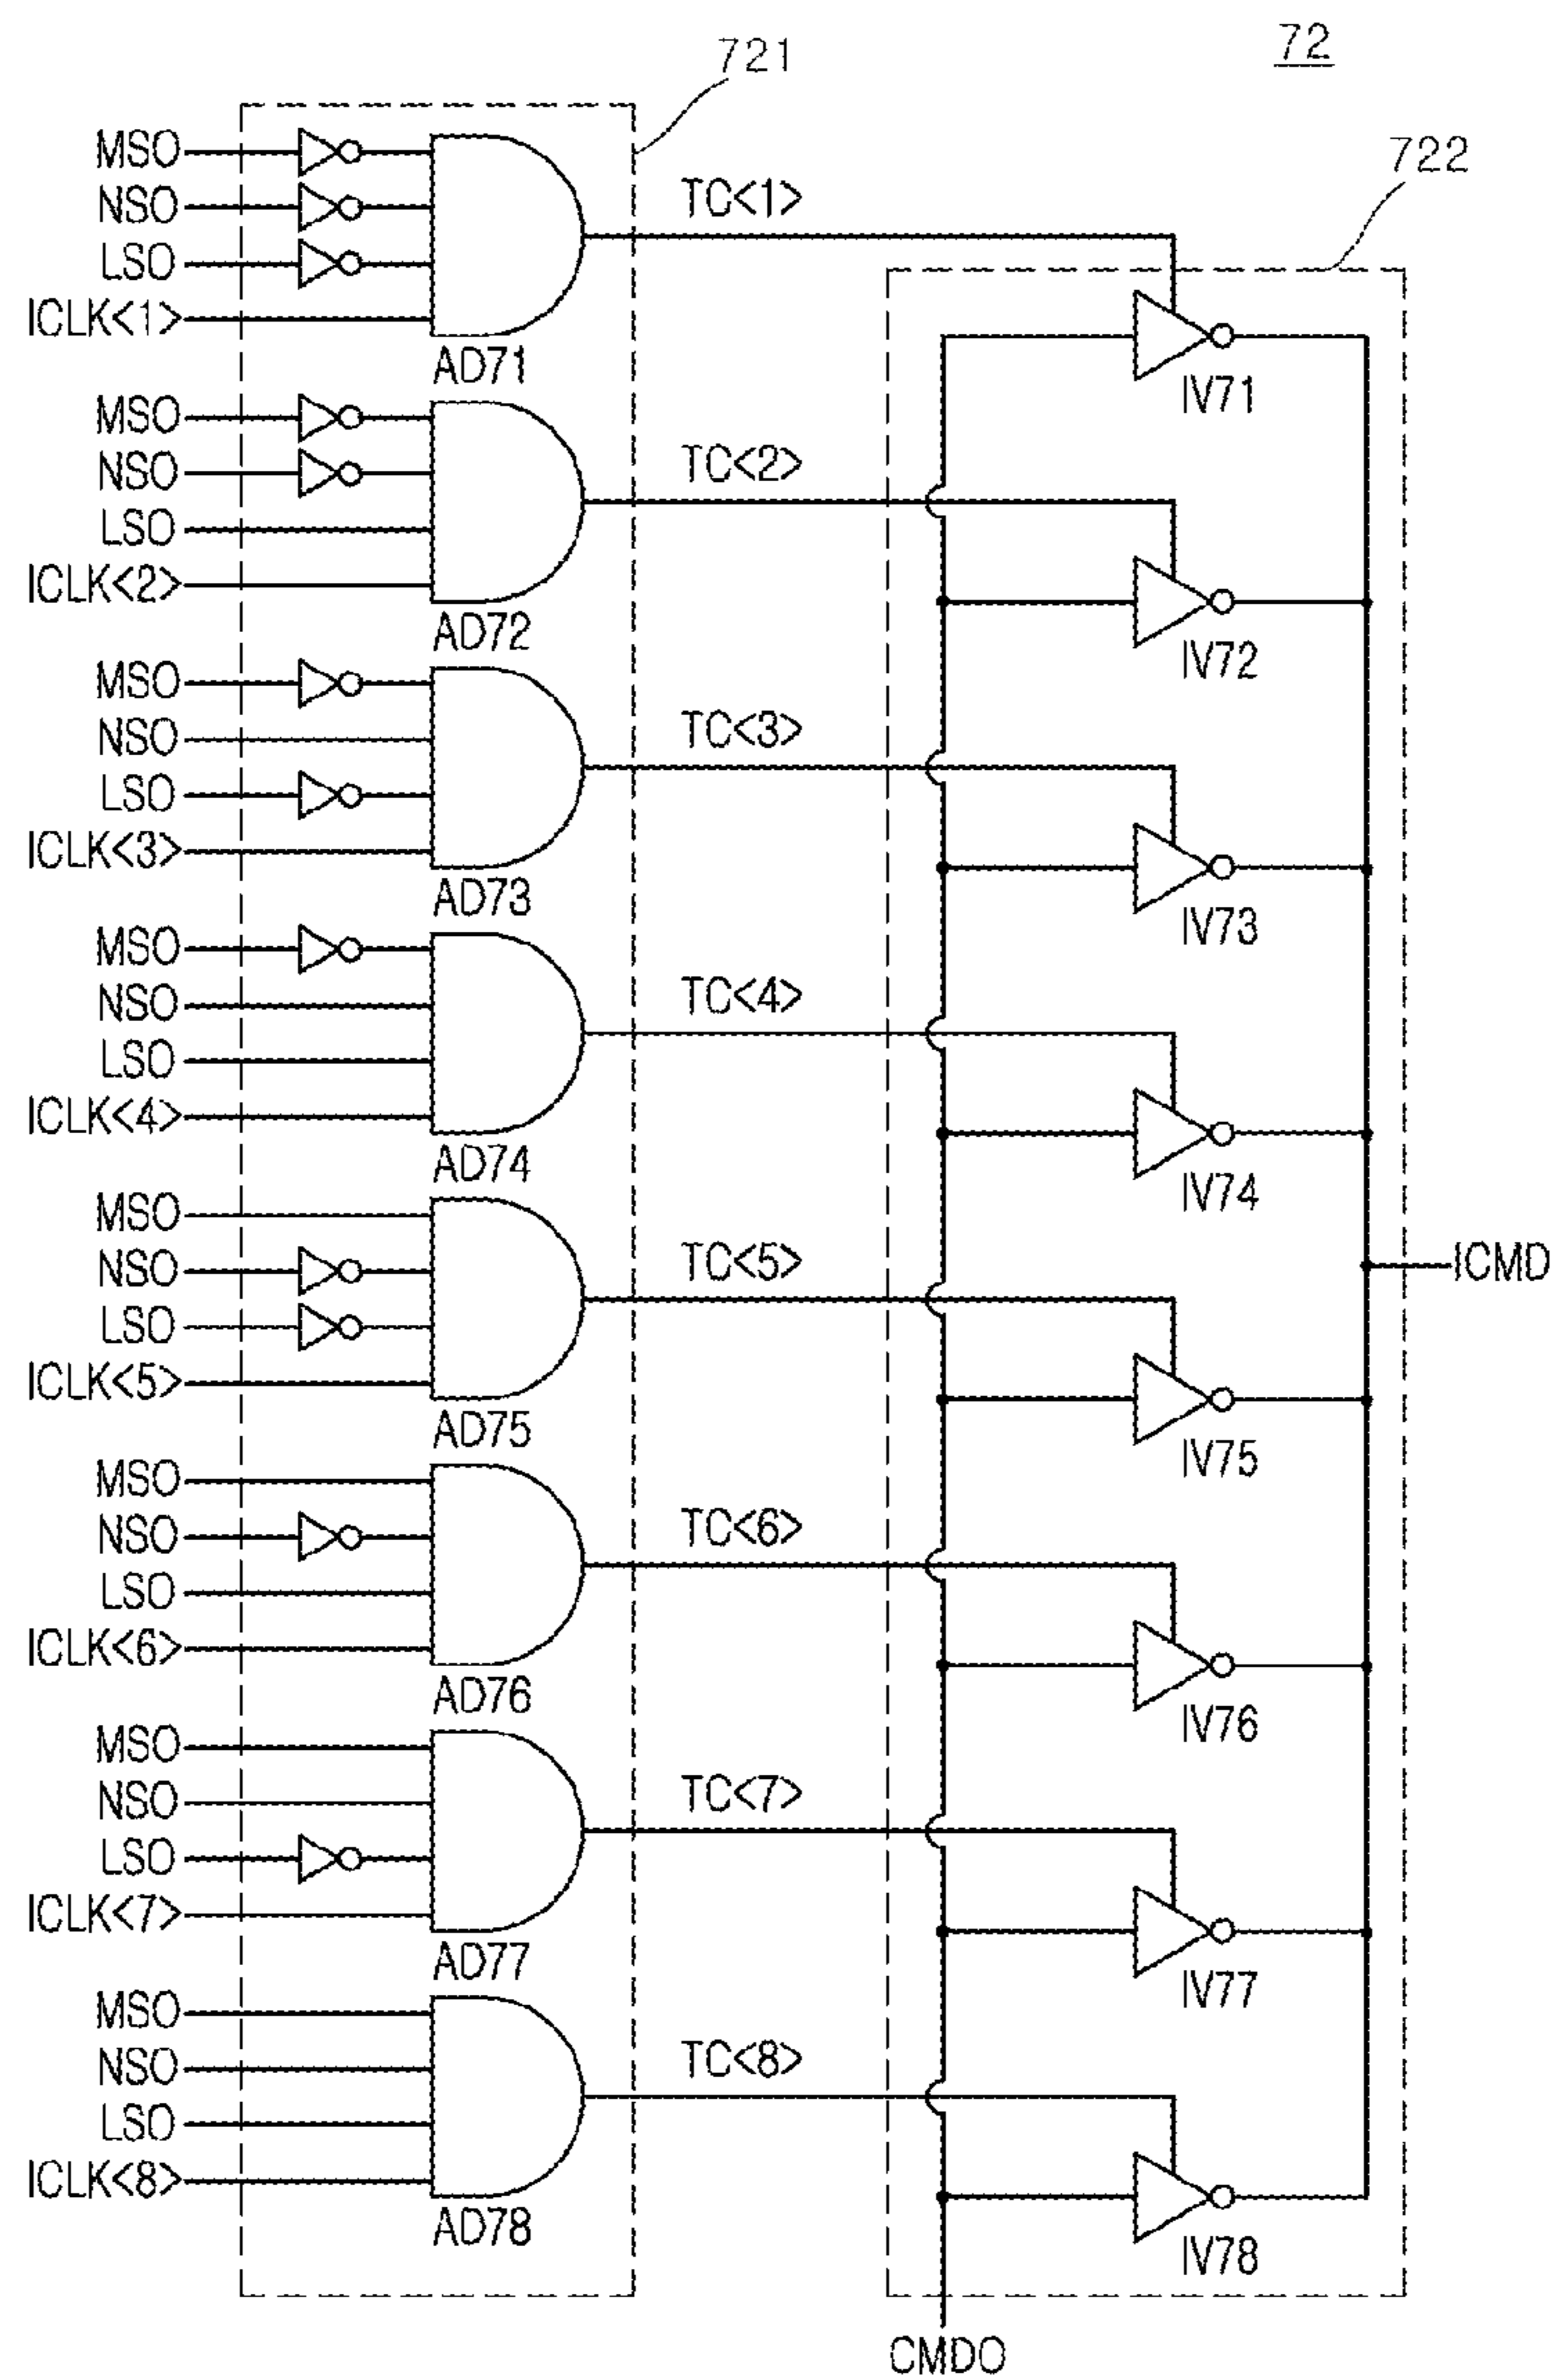 72
721
722
MSO
NSO
LSO
ICLK<1>
AD71
TC<1>
IV71
MSO
NSO
LSO
ICLK<2>
AD72
TC<2>
IV72
MSO
NSO
LSO
ICLK<3>
AD73
TC<3>
IV73
MSO
NSO
LSO
ICLK<4>
AD74
TC<4>
IV74
MSO
NSO
LSO
ICLK<5>
AD75
TC<5>
IV75
ICMD
MSO
NSO
LSO
ICLK<6>
AD76
TC<6>
IV76
MSO
NSO
LSO
ICLK<7>
AD77
TC<7>
IV77
MSO
NSO
LSO
ICLK<8>
AD78
TC<8>
IV78
CMDO